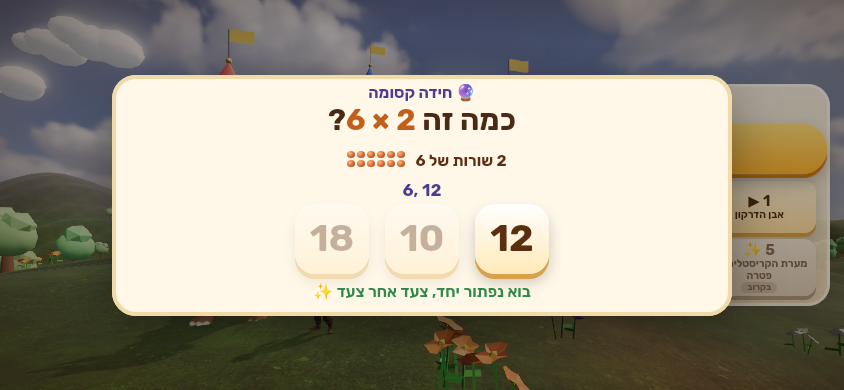 🔮 חידה קסומה
כמה זה 2 × 6?
2 שורות של 6
6, 12
12
10
18
בוא נפתור יחד, צעד אחר צעד ✨
1 ▶
אבן הדרקון
5 ✨
מערת הקריסטלים
פטרה
בקרוב